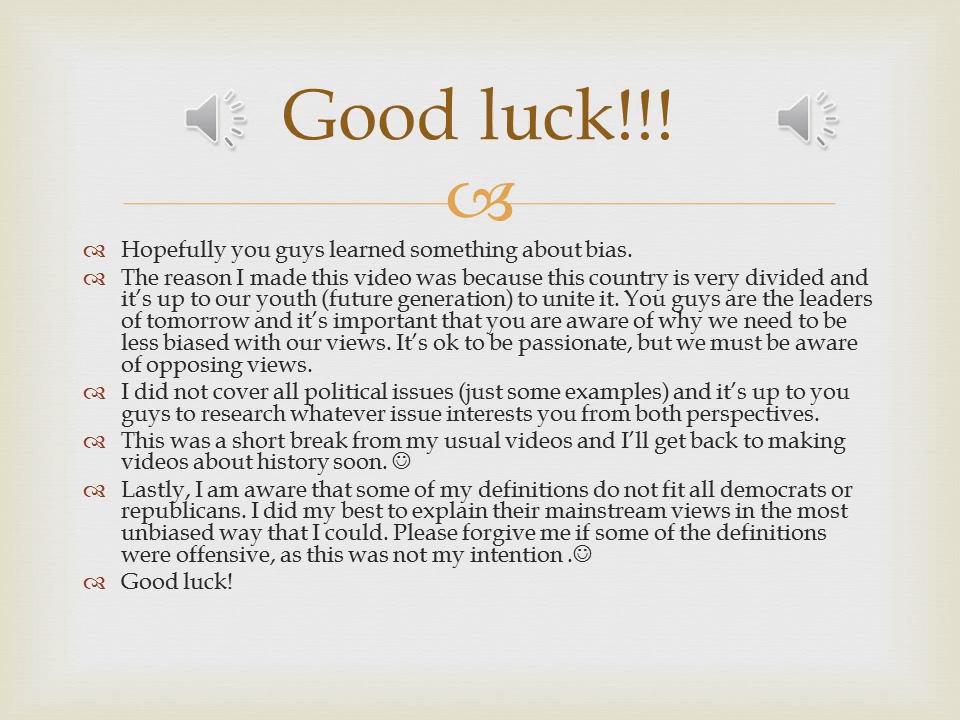 Good luck!!!
Hopefully you guys learned something about bias.
The reason I made this video was because this country is very divided and
it’s up to our youth (future generation) to unite it. You guys are the leaders
of tomorrow and it’s important that you are aware of why we need to be
less biased with our views. It’s ok to be passionate, but we must be aware
of opposing views.
I did not cover all political issues (just some examples) and it’s up to you
guys to research whatever issue interests you from both perspectives.
This was a short break from my usual videos and I’ll get back to making
videos about history soon. ☺
Lastly, I am aware that some of my definitions do not fit all democrats or
republicans. I did my best to explain their mainstream views in the most
unbiased way that I could. Please forgive me if some of the definitions
were offensive, as this was not my intention .☺
Good luck!